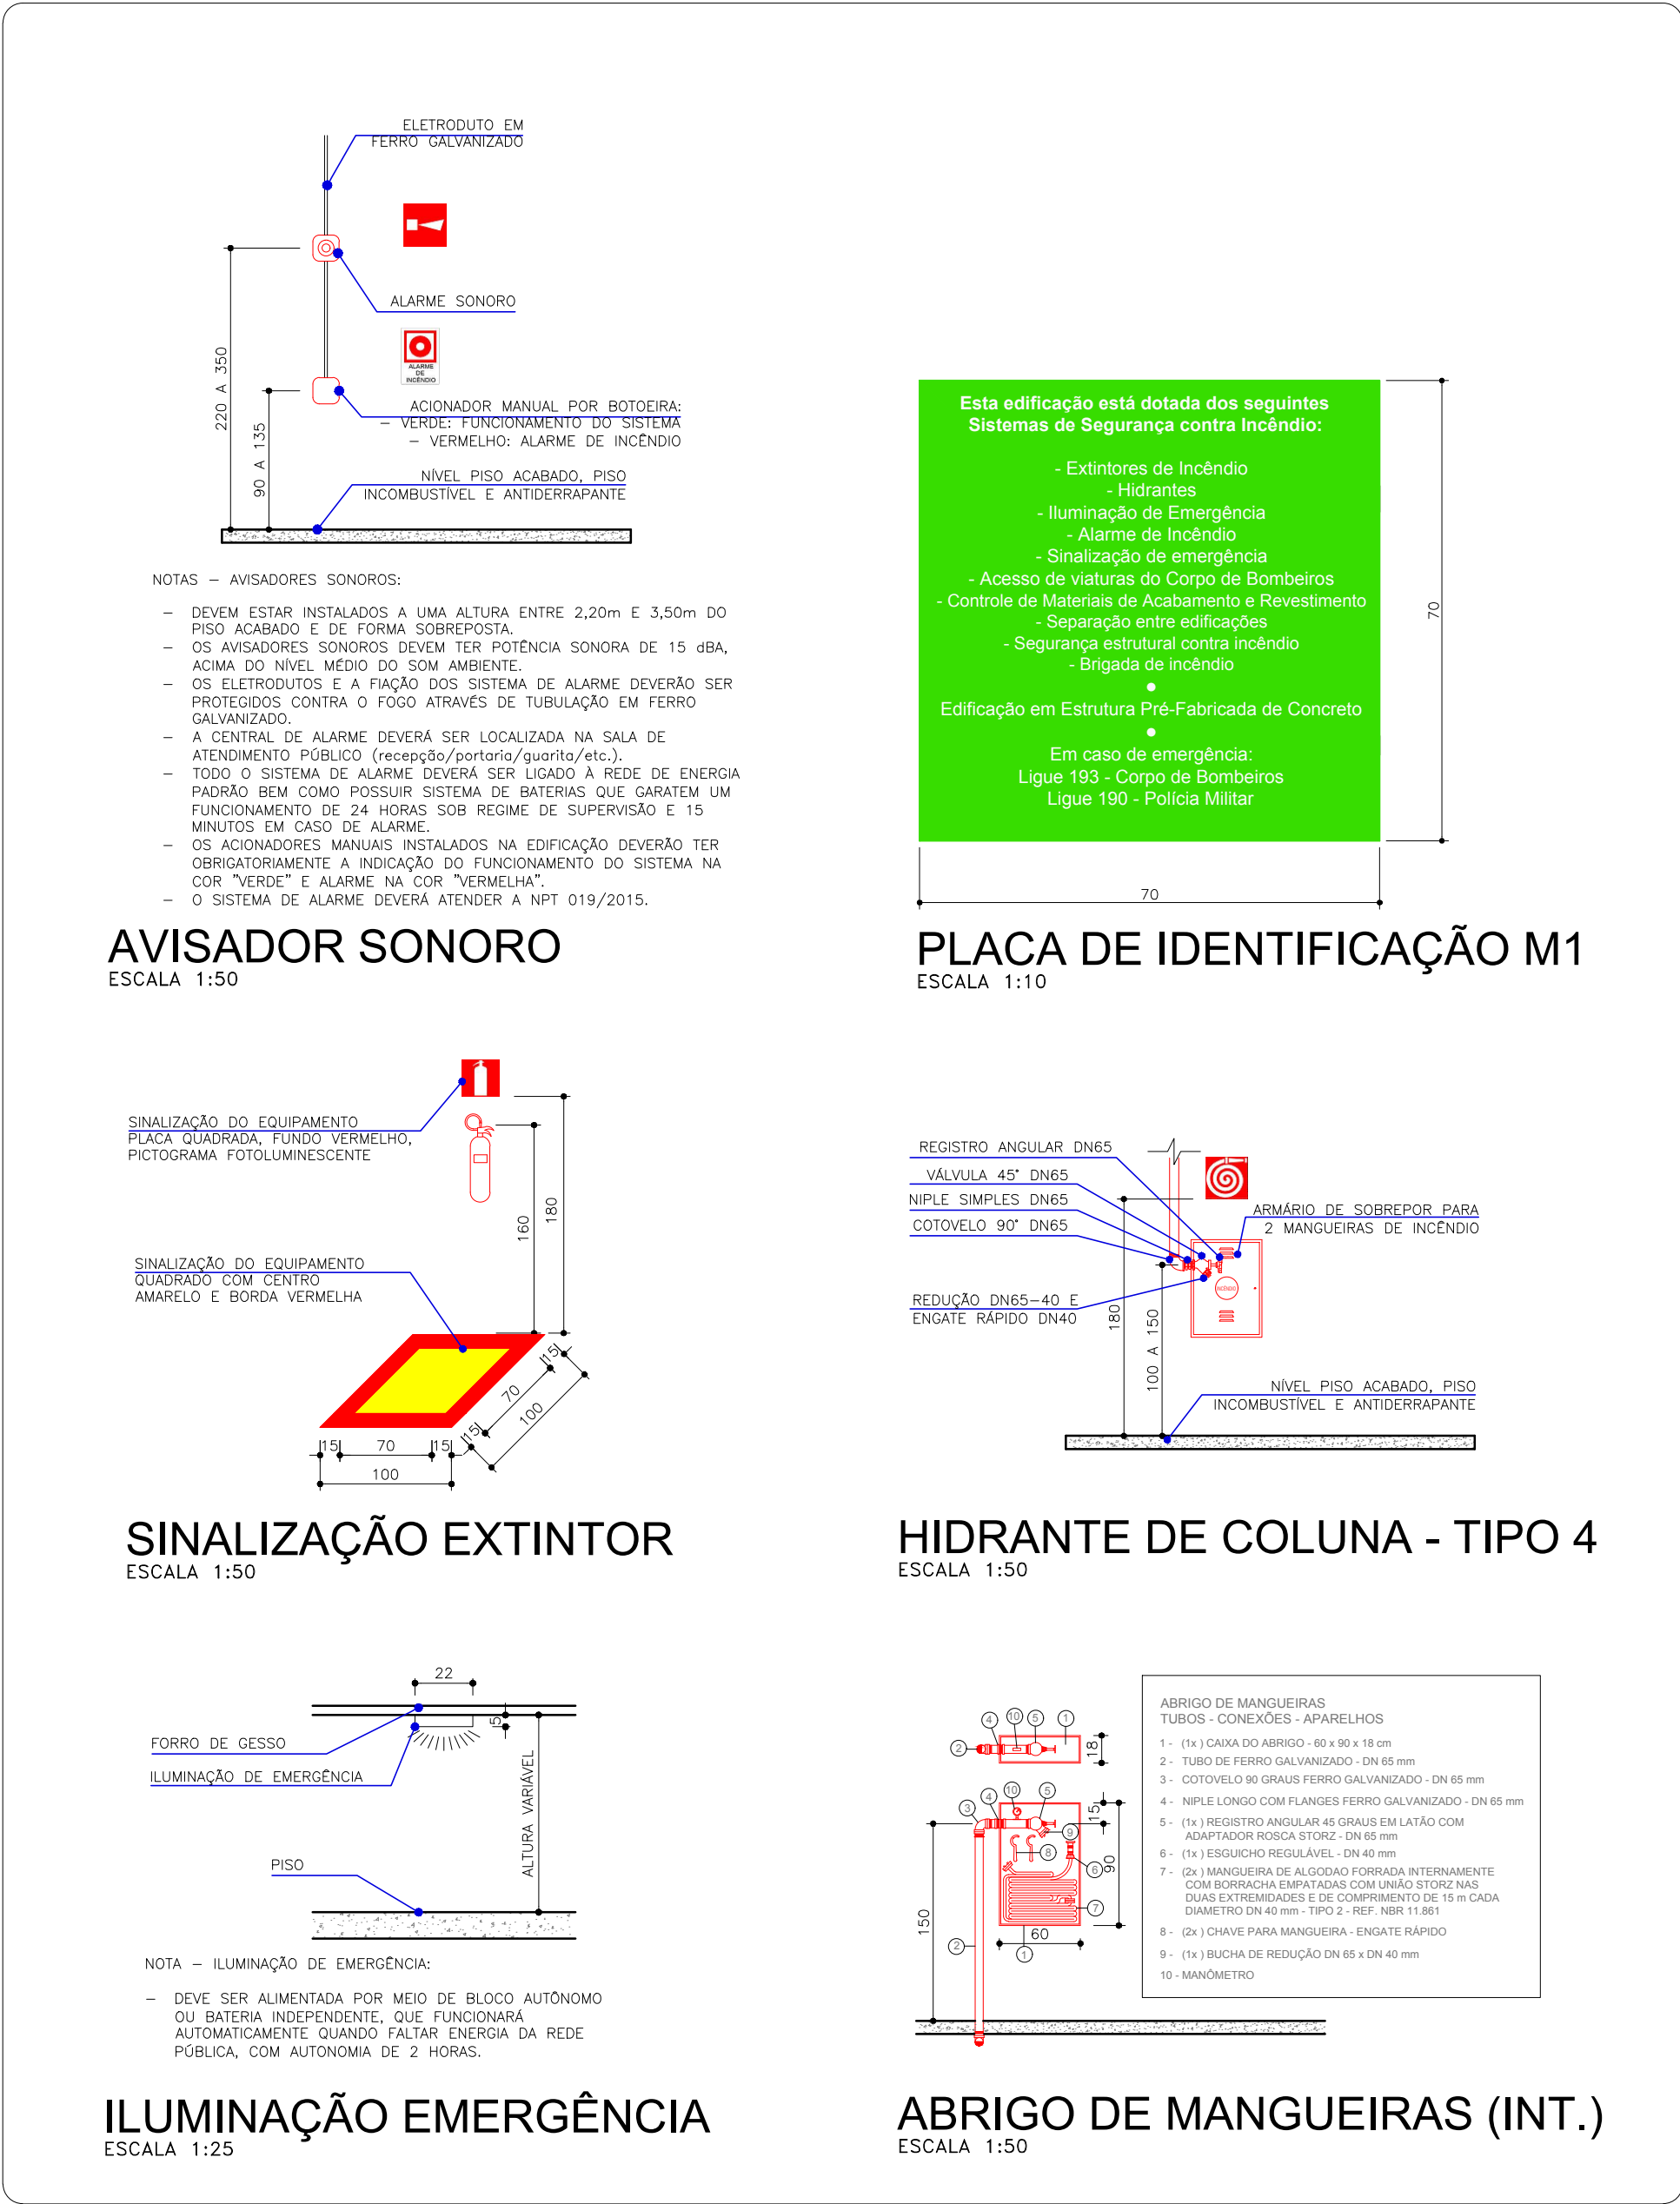 ELETRODUTO EM
FERRO GALVANIZADO
ALARME SONORO
ALARME
DE
INCÊNDIO
220 A 350
90 A 135
ACIONADOR MANUAL POR BOTOEIRA:
– VERDE: FUNCIONAMENTO DO SISTEMA
– VERMELHO: ALARME DE INCÊNDIO
NÍVEL PISO ACABADO, PISO
INCOMBUSTÍVEL E ANTIDERRAPANTE
NOTAS – AVISADORES SONOROS:
– DEVEM ESTAR INSTALADOS A UMA ALTURA ENTRE 2,20m E 3,50m DO
PISO ACABADO E DE FORMA SOBREPOSTA.
– OS AVISADORES SONOROS DEVEM TER POTÊNCIA SONORA DE 15 dBA,
ACIMA DO NÍVEL MÉDIO DO SOM AMBIENTE.
– OS ELETRODUTOS E A FIAÇÃO DOS SISTEMA DE ALARME DEVERÃO SER
PROTEGIDOS CONTRA O FOGO ATRAVÉS DE TUBULAÇÃO EM FERRO
GALVANIZADO.
– A CENTRAL DE ALARME DEVERÁ SER LOCALIZADA NA SALA DE
ATENDIMENTO PÚBLICO (recepção/portaria/guarita/etc.).
– TODO O SISTEMA DE ALARME DEVERÁ SER LIGADO À REDE DE ENERGIA
PADRÃO BEM COMO POSSUIR SISTEMA DE BATERIAS QUE GARATEM UM
FUNCIONAMENTO DE 24 HORAS SOB REGIME DE SUPERVISÃO E 15
MINUTOS EM CASO DE ALARME.
– OS ACIONADORES MANUAIS INSTALADOS NA EDIFICAÇÃO DEVERÃO TER
OBRIGATORIAMENTE A INDICAÇÃO DO FUNCIONAMENTO DO SISTEMA NA
COR "VERDE" E ALARME NA COR "VERMELHA".
– O SISTEMA DE ALARME DEVERÁ ATENDER A NPT 019/2015.
AVISADOR SONORO
ESCALA 1:50
Esta edificação está dotada dos seguintes
Sistemas de Segurança contra Incêndio:
- Extintores de Incêndio
- Hidrantes
- Iluminação de Emergência
- Alarme de Incêndio
- Sinalização de emergência
- Acesso de viaturas do Corpo de Bombeiros
- Controle de Materiais de Acabamento e Revestimento
- Separação entre edificações
- Segurança estrutural contra incêndio
- Brigada de incêndio
●
Edificação em Estrutura Pré-Fabricada de Concreto
●
Em caso de emergência:
Ligue 193 - Corpo de Bombeiros
Ligue 190 - Polícia Militar
70
70
PLACA DE IDENTIFICAÇÃO M1
ESCALA 1:10
SINALIZAÇÃO DO EQUIPAMENTO
PLACA QUADRADA, FUNDO VERMELHO,
PICTOGRAMA FOTOLUMINESCENTE
160
180
SINALIZAÇÃO DO EQUIPAMENTO
QUADRADO COM CENTRO
AMARELO E BORDA VERMELHA
15
70
15
100
15
70
15
100
SINALIZAÇÃO EXTINTOR
ESCALA 1:50
REGISTRO ANGULAR DN65
VÁLVULA 45° DN65
NIPLE SIMPLES DN65
COTOVELO 90° DN65
ARMÁRIO DE SOBREPOR PARA
2 MANGUEIRAS DE INCÊNDIO
INCÊNDIO
REDUÇÃO DN65–40 E
ENGATE RÁPIDO DN40
180
100 A 150
NÍVEL PISO ACABADO, PISO
INCOMBUSTÍVEL E ANTIDERRAPANTE
HIDRANTE DE COLUNA - TIPO 4
ESCALA 1:50
22
5
FORRO DE GESSO
ILUMINAÇÃO DE EMERGÊNCIA
ALTURA VARIÁVEL
PISO
NOTA – ILUMINAÇÃO DE EMERGÊNCIA:
– DEVE SER ALIMENTADA POR MEIO DE BLOCO AUTÔNOMO
OU BATERIA INDEPENDENTE, QUE FUNCIONARÁ
AUTOMATICAMENTE QUANDO FALTAR ENERGIA DA REDE
PÚBLICA, COM AUTONOMIA DE 2 HORAS.
ILUMINAÇÃO EMERGÊNCIA
ESCALA 1:25
4 10 5 1
2
18
4 10 5
3
15
9
8
6
90
7
150
60
2
1
ABRIGO DE MANGUEIRAS
TUBOS - CONEXÕES - APARELHOS
1 - (1x ) CAIXA DO ABRIGO - 60 x 90 x 18 cm
2 - TUBO DE FERRO GALVANIZADO - DN 65 mm
3 - COTOVELO 90 GRAUS FERRO GALVANIZADO - DN 65 mm
4 - NIPLE LONGO COM FLANGES FERRO GALVANIZADO - DN 65 mm
5 - (1x ) REGISTRO ANGULAR 45 GRAUS EM LATÃO COM
ADAPTADOR ROSCA STORZ - DN 65 mm
6 - (1x ) ESGUICHO REGULÁVEL - DN 40 mm
7 - (2x ) MANGUEIRA DE ALGODAO FORRADA INTERNAMENTE
COM BORRACHA EMPATADAS COM UNIÃO STORZ NAS
DUAS EXTREMIDADES E DE COMPRIMENTO DE 15 m CADA
DIAMETRO DN 40 mm - TIPO 2 - REF. NBR 11.861
8 - (2x ) CHAVE PARA MANGUEIRA - ENGATE RÁPIDO
9 - (1x ) BUCHA DE REDUÇÃO DN 65 x DN 40 mm
10 - MANÔMETRO
ABRIGO DE MANGUEIRAS (INT.)
ESCALA 1:50